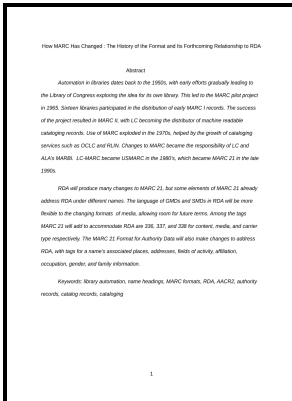 How MARC Has Changed : The History of the Format and Its Forthcoming Relationship to RDA
Abstract
Automation in libraries dates back to the 1950s, with early efforts gradually leading to
the Library of Congress exploring the idea for its own library. This led to the MARC pilot project
in 1965. Sixteen libraries participated in the distribution of early MARC I records. The success
of the project resulted in MARC II, with LC becoming the distributor of machine readable
cataloging records. Use of MARC exploded in the 1970s, helped by the growth of cataloging
services such as OCLC and RLIN. Changes to MARC became the responsibility of LC and
ALA's MARBI. LC-MARC became USMARC in the 1980's, which became MARC 21 in the late
1990s.
RDA will produce many changes to MARC 21, but some elements of MARC 21 already
address RDA under different names. The language of GMDs and SMDs in RDA will be more
flexible to the changing formats of media, allowing room for future terms. Among the tags
MARC 21 will add to accommodate RDA are 336, 337, and 338 for content, media, and carrier
type respectively. The MARC 21 Format for Authority Data will also make changes to address
RDA, with tags for a name's associated places, addresses, fields of activity, affiliation,
occupation, gender, and family information.
Keywords: library automation, name headings, MARC formats, RDA, AACR2, authority
records, catalog records, cataloging
1